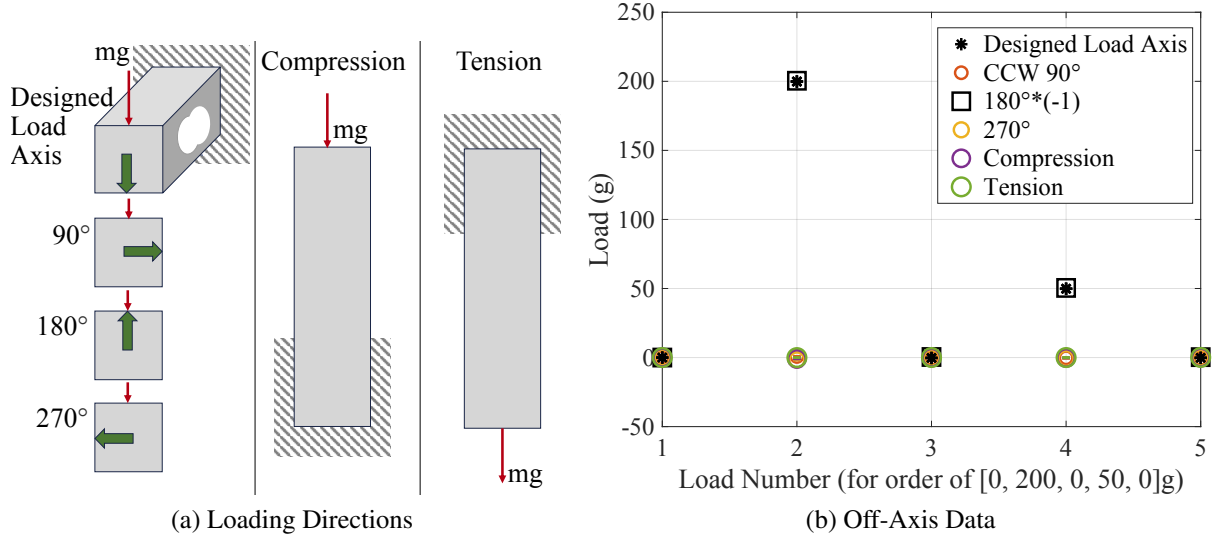 mg
Designed
Load
Axis
90°
180°
270°
Compression
mg
Tension
mg
(a) Loading Directions
250
200
150
100
50
0
-50
Load (g)
Designed Load Axis
CCW 90°
180°*(-1)
270°
Compression
Tension
1 2 3 4 5
Load Number (for order of [0, 200, 0, 50, 0]g)
(b) Off-Axis Data